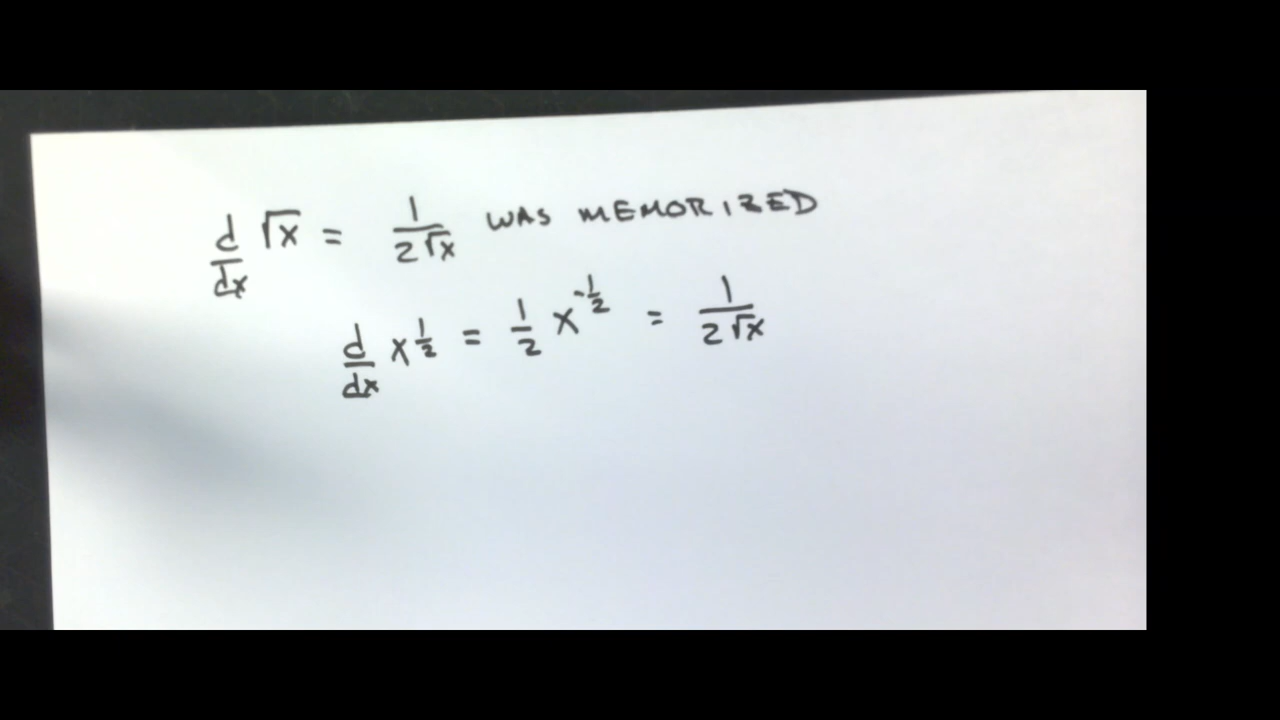 d/dx √x = 1/(2√x) WAS MEMORIZED
d/dx x^(1/2) = 1/2 x^(-1/2) = 1/(2√x)